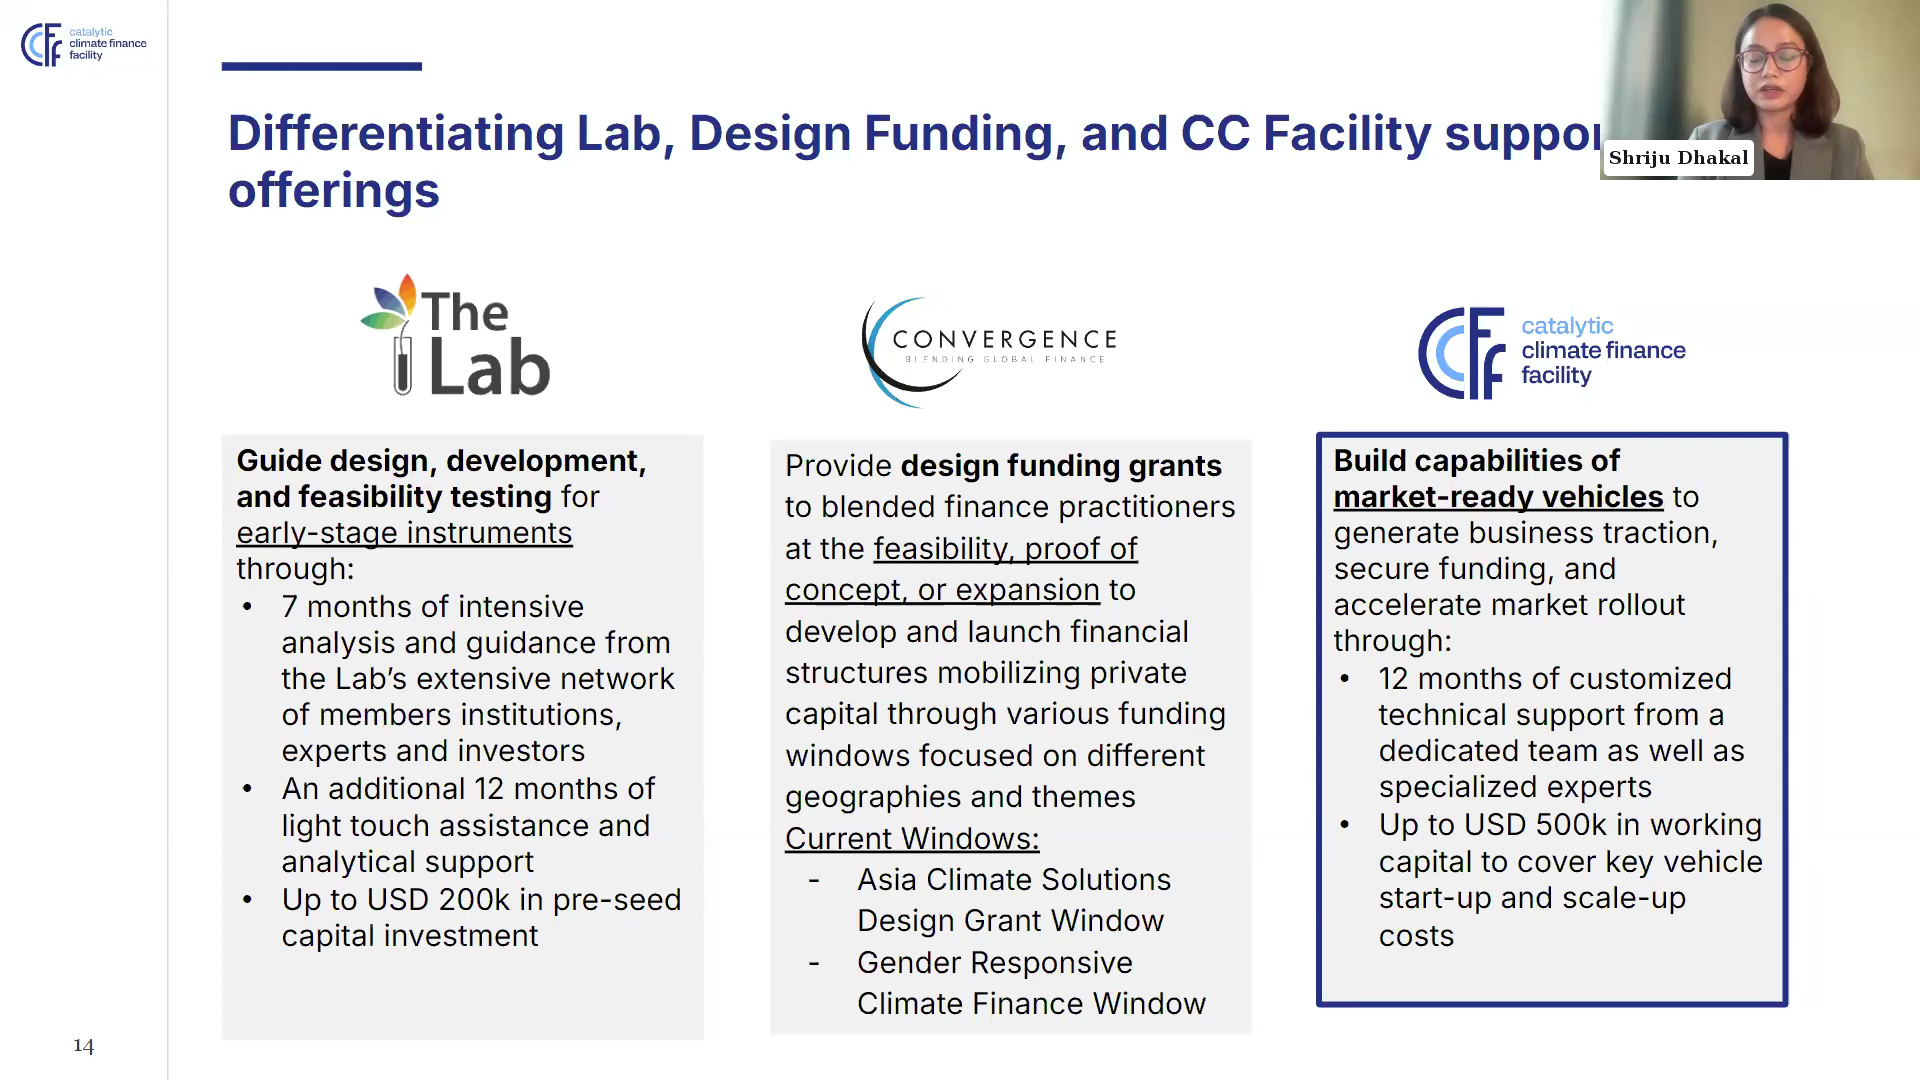 catalytic
climate finance
facility
Differentiating Lab, Design Funding, and CC Facility suppor
offerings
Shriju Dhakal
The
Lab
CONVERGENCE
BLENDING GLOBAL FINANCE
catalytic
climate finance
facility
Guide design, development,
and feasibility testing for
early-stage instruments
through:
• 7 months of intensive
analysis and guidance from
the Lab’s extensive network
of members institutions,
experts and investors
• An additional 12 months of
light touch assistance and
analytical support
• Up to USD 200k in pre-seed
capital investment
Provide design funding grants
to blended finance practitioners
at the feasibility, proof of
concept, or expansion to
develop and launch financial
structures mobilizing private
capital through various funding
windows focused on different
geographies and themes
Current Windows:
- Asia Climate Solutions
Design Grant Window
- Gender Responsive
Climate Finance Window
Build capabilities of
market-ready vehicles to
generate business traction,
secure funding, and
accelerate market rollout
through:
• 12 months of customized
technical support from a
dedicated team as well as
specialized experts
• Up to USD 500k in working
capital to cover key vehicle
start-up and scale-up
costs
14